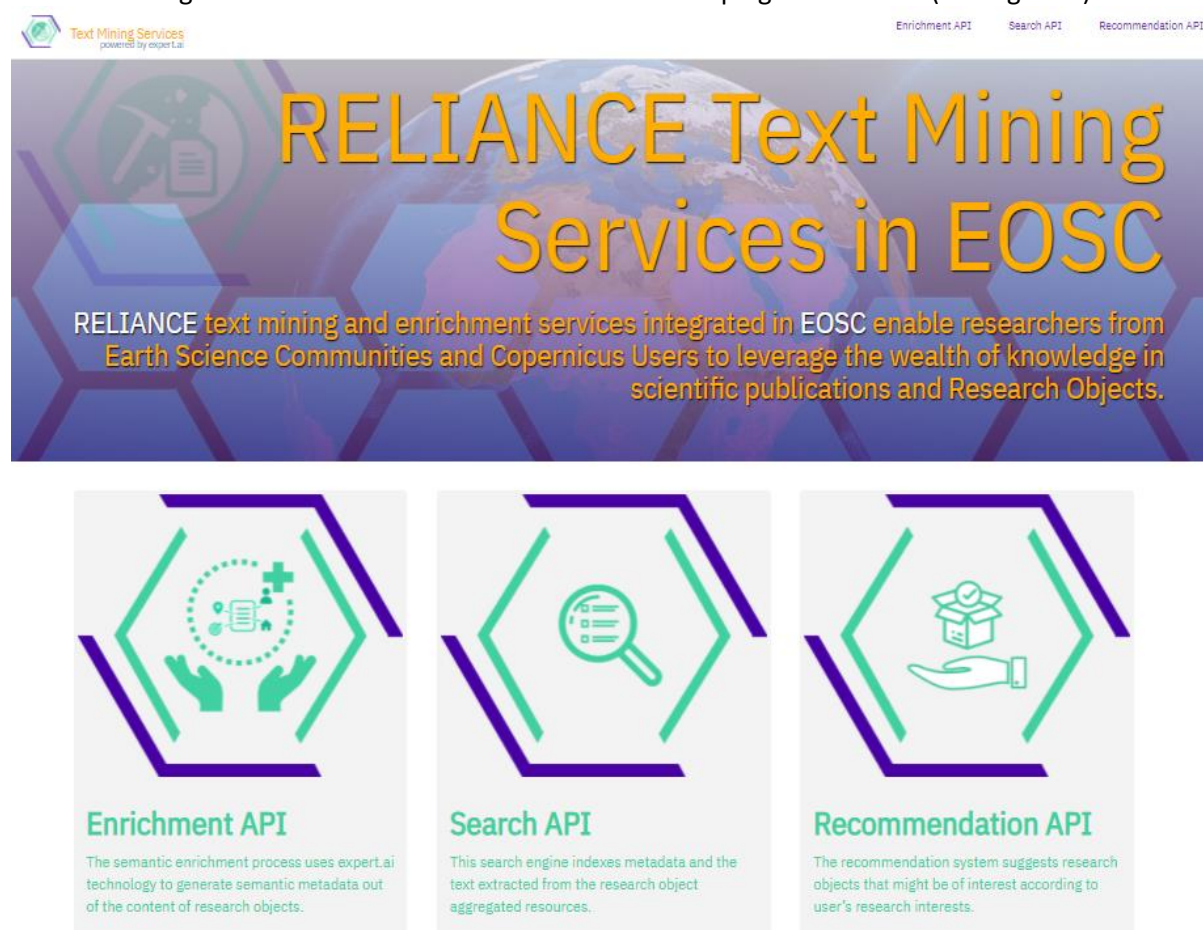 Text Mining Services
powered by expert.ai
Enrichment API
Search API
Recommendation API
RELIANCE Text Mining
Services in EOSC
RELIANCE text mining and enrichment services integrated in EOSC enable researchers from
Earth Science Communities and Copernicus Users to leverage the wealth of knowledge in
scientific publications and Research Objects.
Enrichment API
The semantic enrichment process uses expert.ai
technology to generate semantic metadata out
of the content of research objects.
Search API
This search engine indexes metadata and the
text extracted from the research object
aggregated resources.
Recommendation API
The recommendation system suggests research
objects that might be of interest according to
user's research interests.